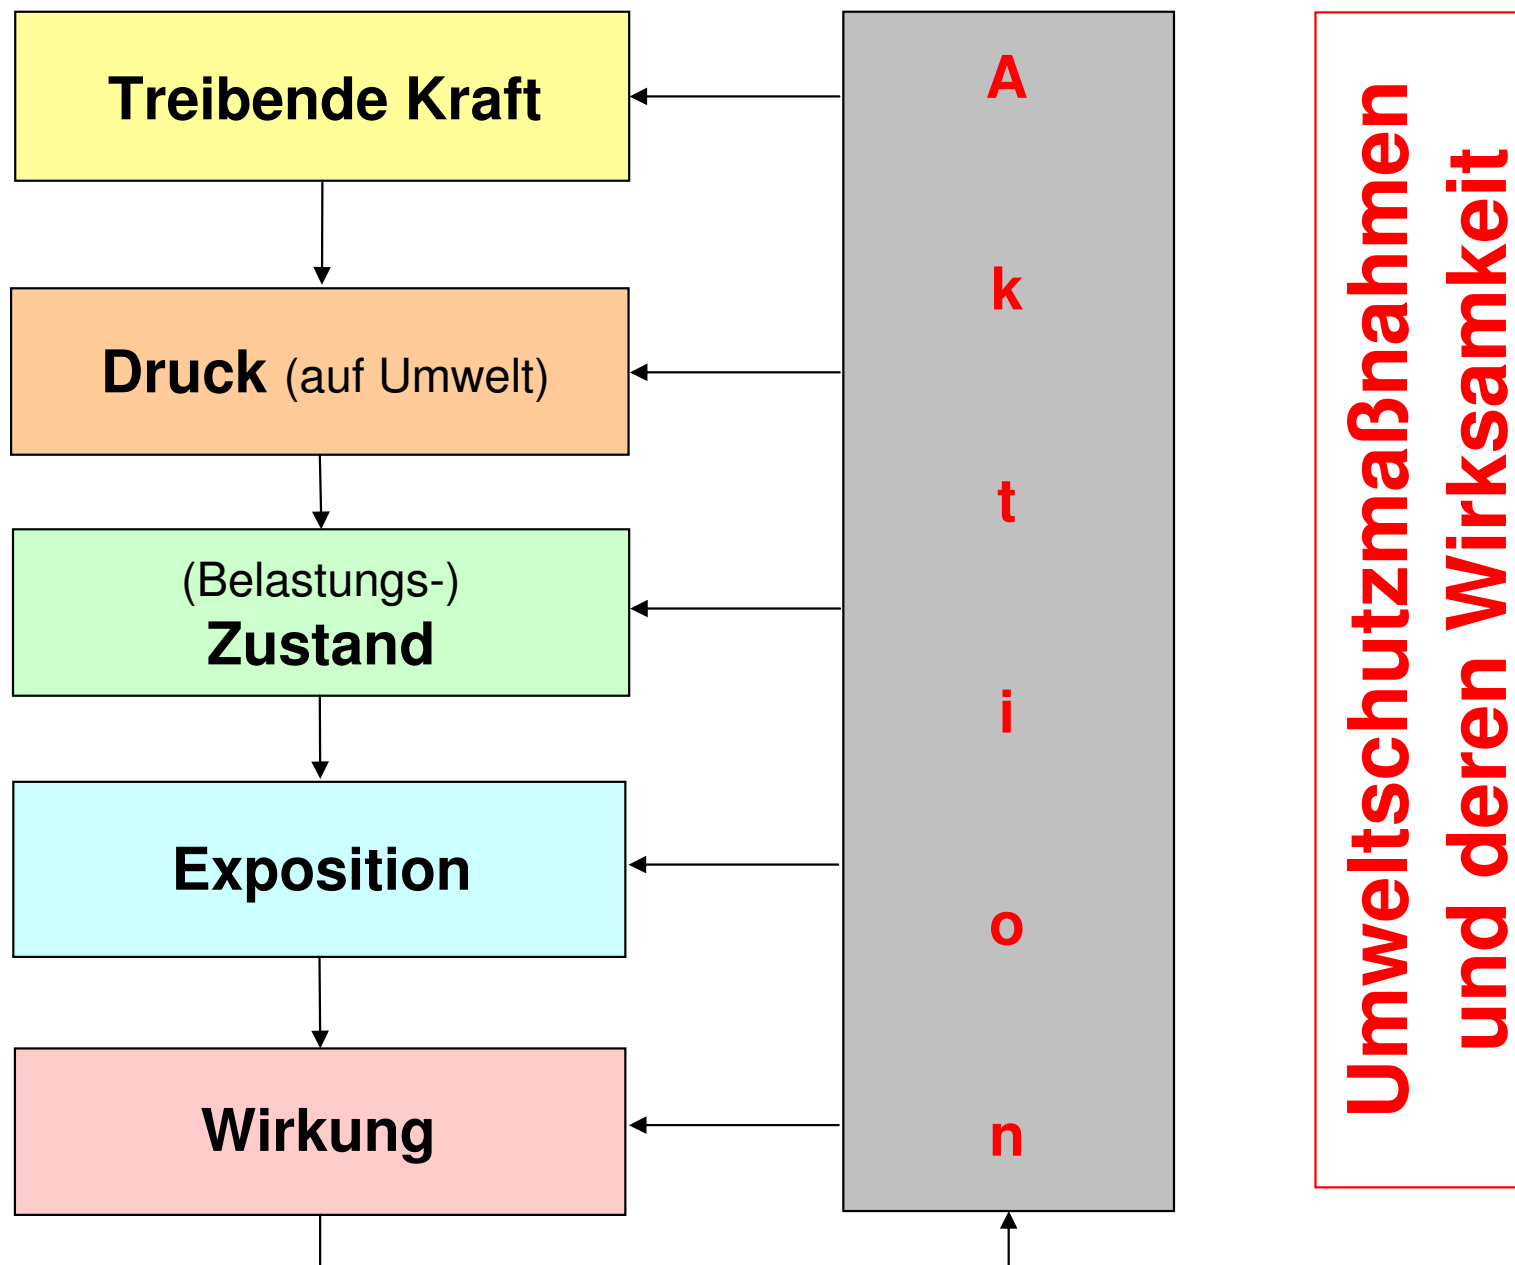 Treibende Kraft
Druck (auf Umwelt)
(Belastungs-)
Zustand
Exposition
Wirkung
A
k
t
i
o
n
Umweltschutzmaßnahmen
und deren Wirksamkeit